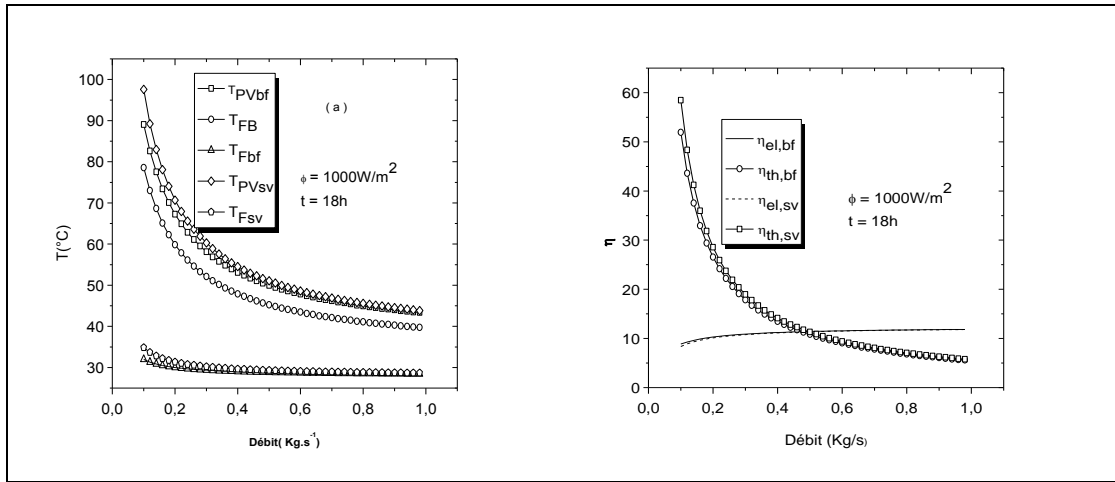 100
90
80
70
60
50
40
30
T(°C)
T_PVbf
T_FB
T_Fbf
T_PVsv
T_Fsv
( a )
ϕ = 1000W/m²
t = 18h
0,0 0,2 0,4 0,6 0,8 1,0
Débit( Kg.s⁻¹)
60
50
40
30
20
10
0
η
η_el,bf
η_th,bf
η_el,sv
η_th,sv
ϕ = 1000W/m²
t = 18h
0,0 0,2 0,4 0,6 0,8 1,0
Débit (Kg/s)